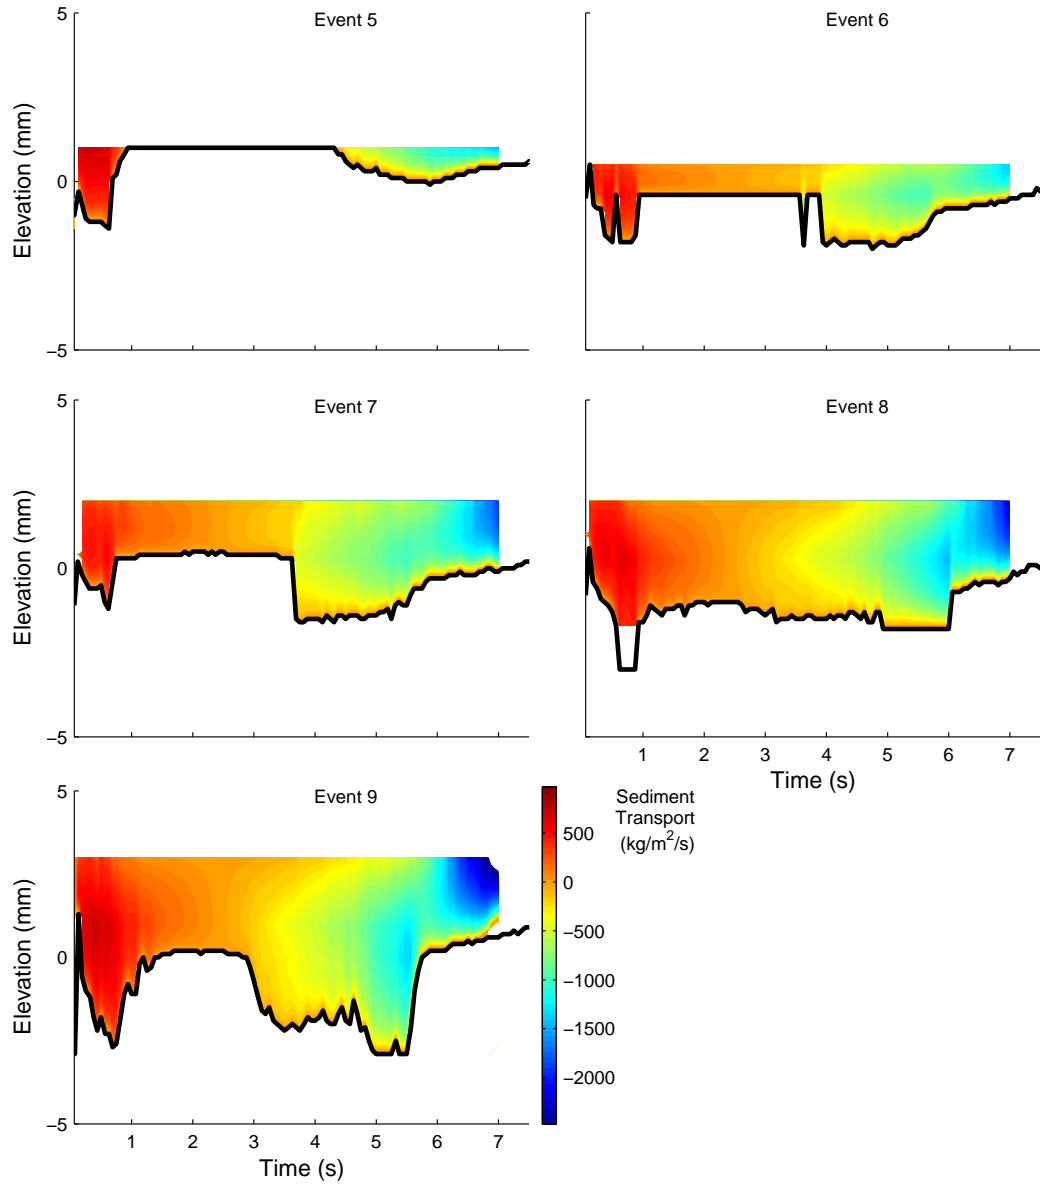 Event 5
Event 6
5
0
−5
Elevation (mm)
Event 7
Event 8
5
0
−5
Elevation (mm)
1 2 3 4 5 6 7
Time (s)
Event 9
5
0
−5
Elevation (mm)
1 2 3 4 5 6 7
Time (s)
Sediment
Transport
(kg/m²/s)
500
0
−500
−1000
−1500
−2000